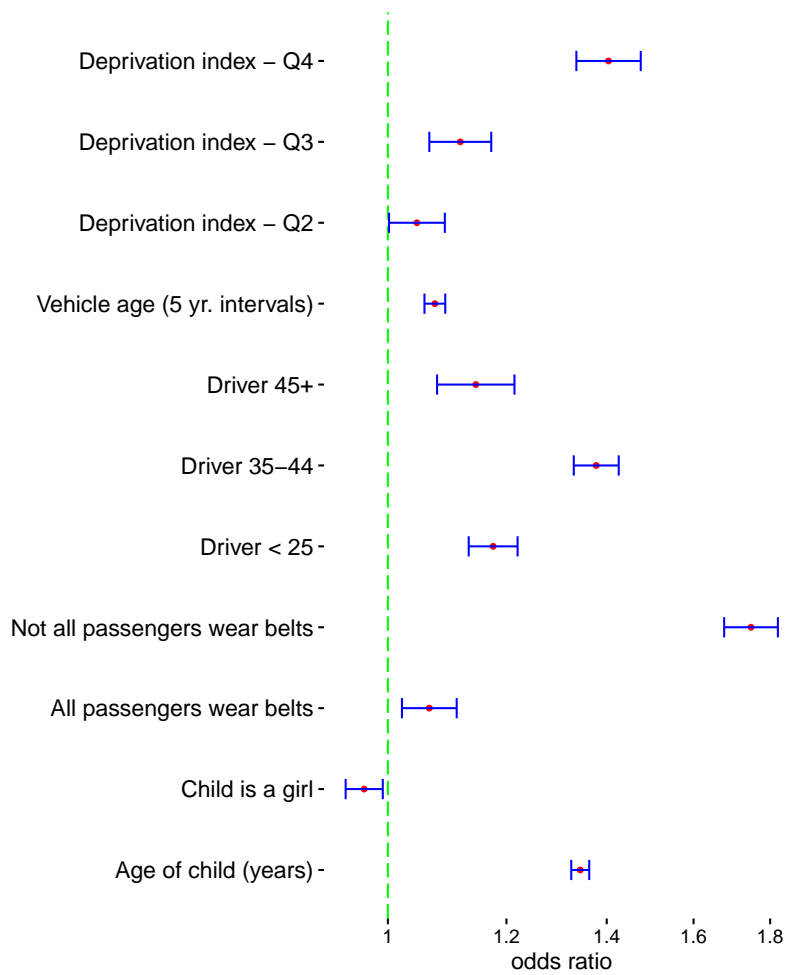 Deprivation index – Q4
Deprivation index – Q3
Deprivation index – Q2
Vehicle age (5 yr. intervals)
Driver 45+
Driver 35–44
Driver < 25
Not all passengers wear belts
All passengers wear belts
Child is a girl
Age of child (years)
1 1.2 1.4 1.6 1.8
odds ratio